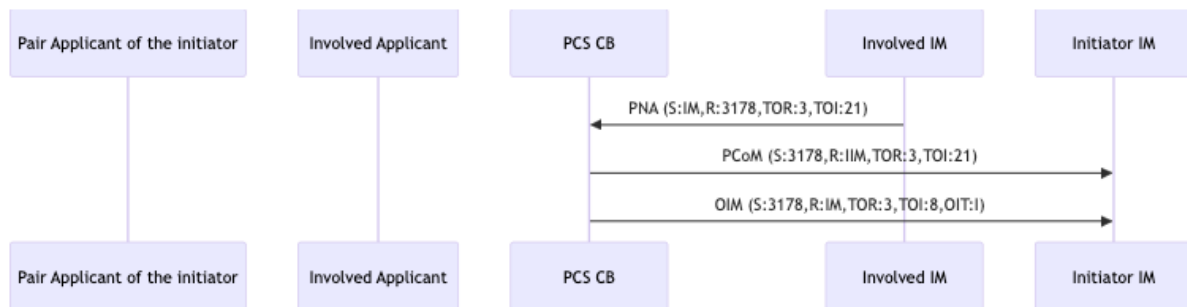 Pair Applicant of the initiator
Involved Applicant
PCS CB
Involved IM
Initiator IM
PNA (S:IM,R:3178,TOR:3,TOI:21)
PCoM (S:3178,R:IIM,TOR:3,TOI:21)
OIM (S:3178,R:IM,TOR:3,TOI:8,OIT:I)
Pair Applicant of the initiator
Involved Applicant
PCS CB
Involved IM
Initiator IM